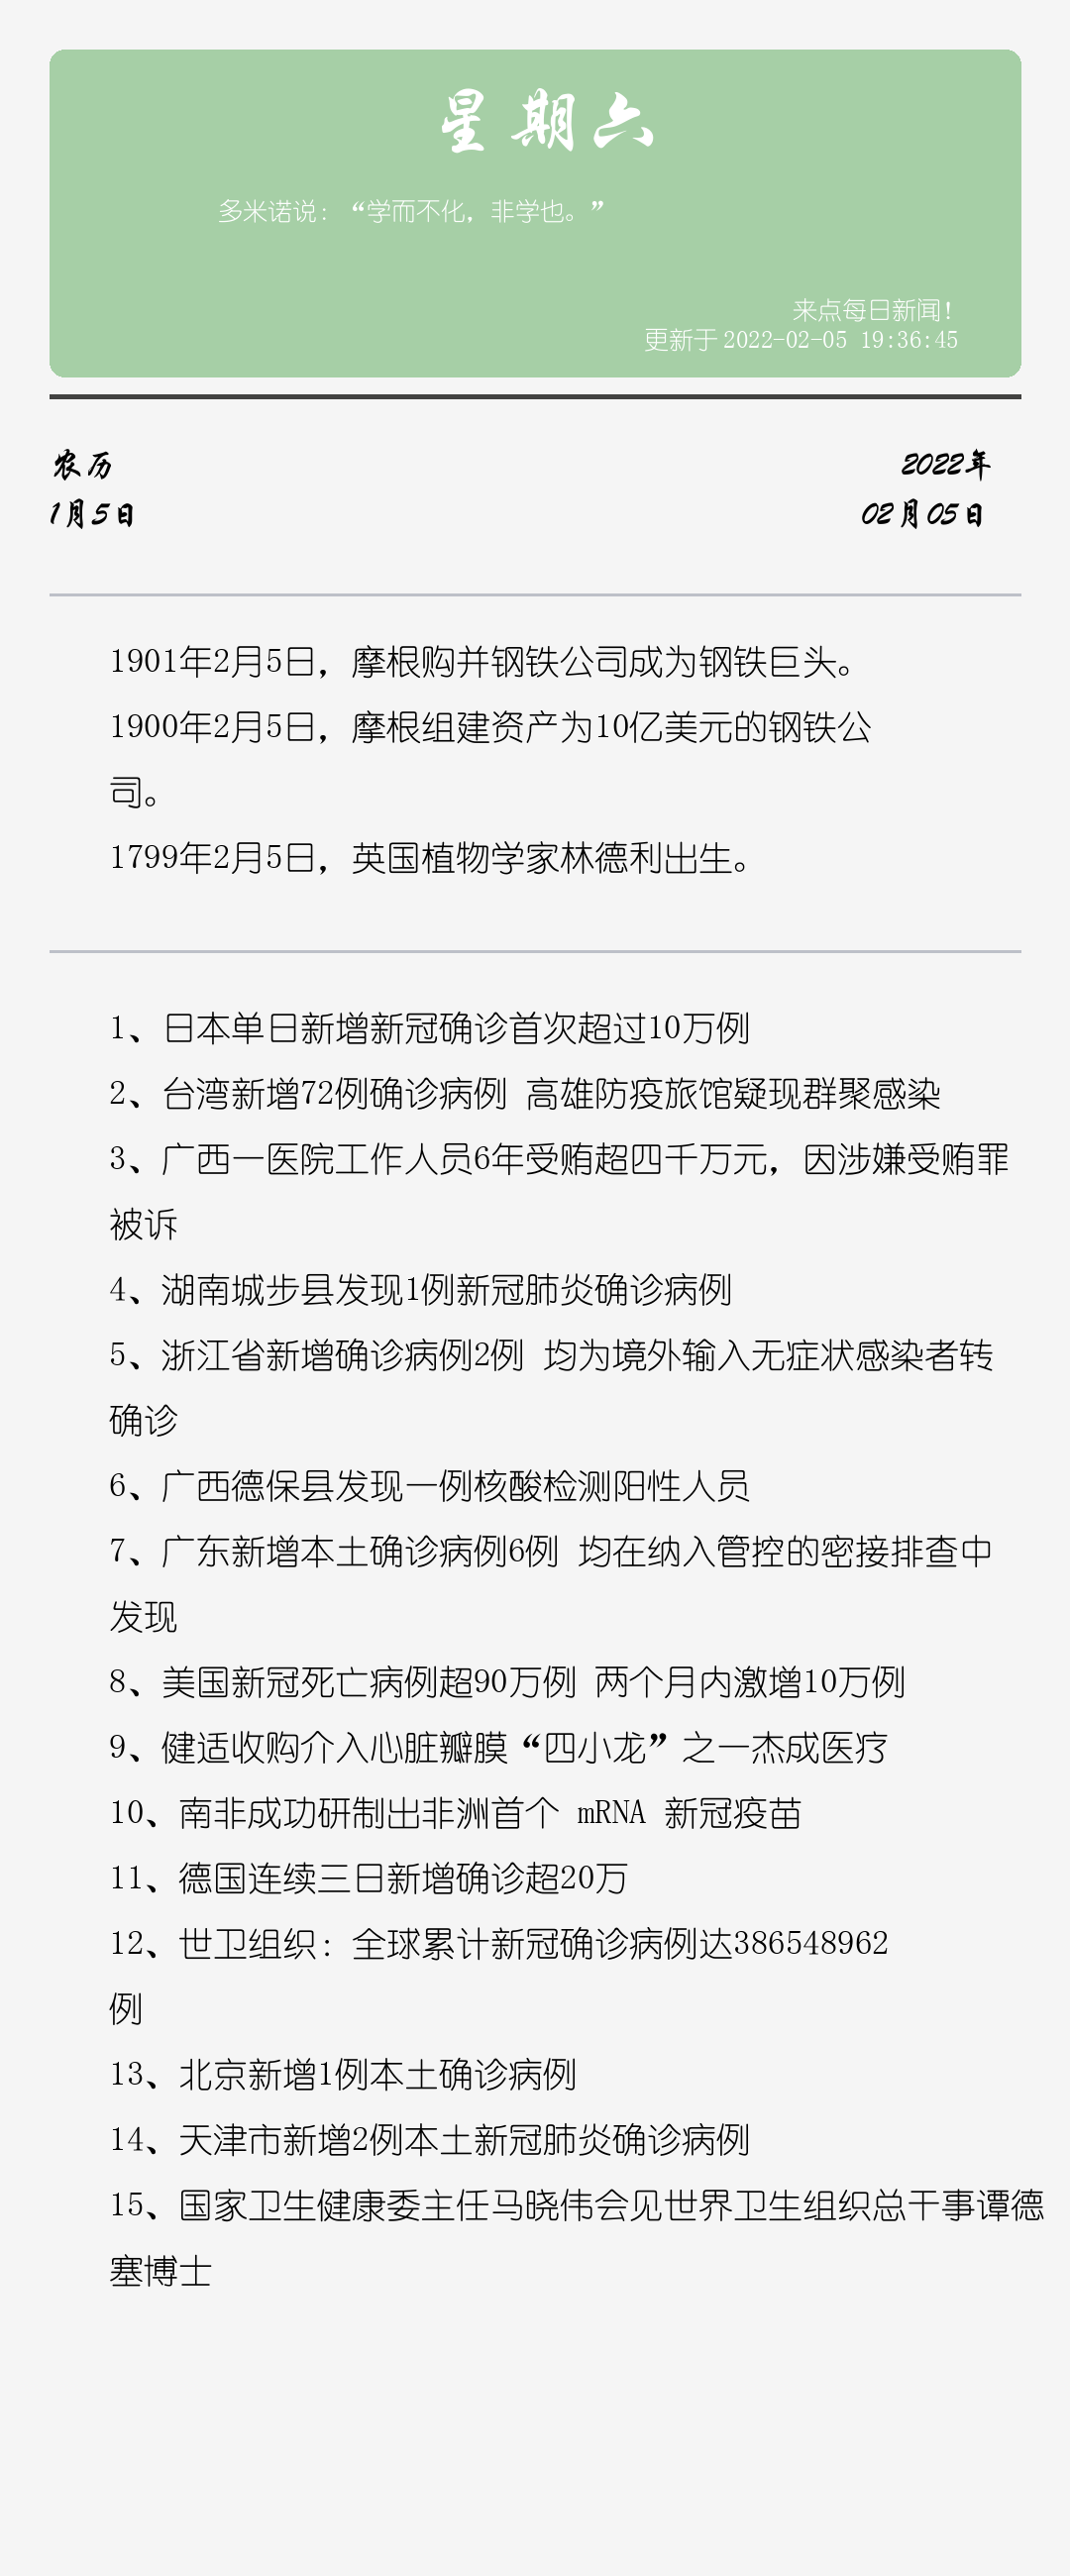 星期六
多米诺说：“学而不化，非学也。”
来点每日新闻！
更新于 2022-02-05 19:36:45
农历
2022年
1月5日
02月05日
1901年2月5日，摩根购并钢铁公司成为钢铁巨头。
1900年2月5日，摩根组建资产为10亿美元的钢铁公
司。
1799年2月5日，英国植物学家林德利出生。
1、日本单日新增新冠确诊首次超过10万例
2、台湾新增72例确诊病例 高雄防疫旅馆疑现群聚感染
3、广西一医院工作人员6年受贿超四千万元，因涉嫌受贿罪
被诉
4、湖南城步县发现1例新冠肺炎确诊病例
5、浙江省新增确诊病例2例 均为境外输入无症状感染者转
确诊
6、广西德保县发现一例核酸检测阳性人员
7、广东新增本土确诊病例6例 均在纳入管控的密接排查中
发现
8、美国新冠死亡病例超90万例 两个月内激增10万例
9、健适收购介入心脏瓣膜“四小龙”之一杰成医疗
10、南非成功研制出非洲首个 mRNA 新冠疫苗
11、德国连续三日新增确诊超20万
12、世卫组织：全球累计新冠确诊病例达386548962
例
13、北京新增1例本土确诊病例
14、天津市新增2例本土新冠肺炎确诊病例
15、国家卫生健康委主任马晓伟会见世界卫生组织总干事谭德
塞博士